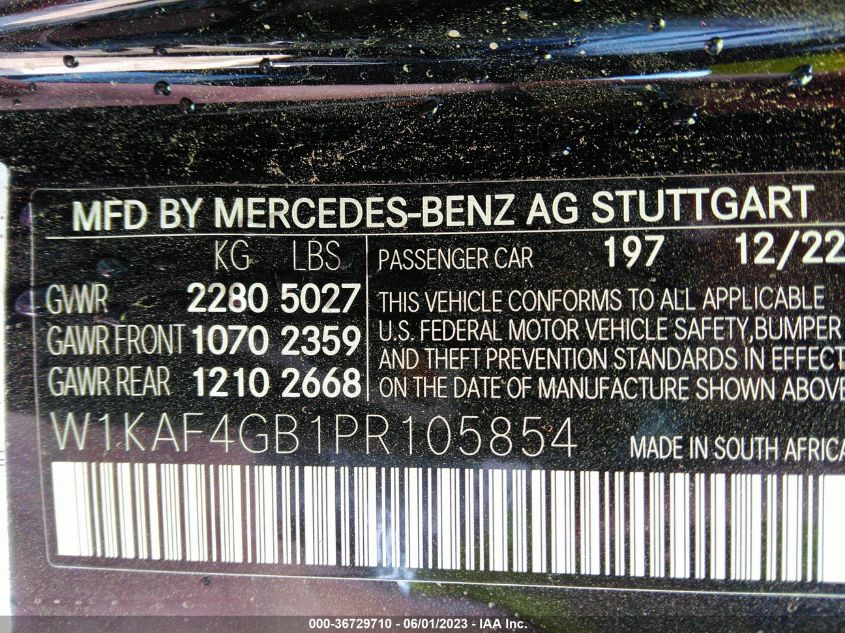 MFD BY MERCEDES-BENZ AG STUTTGART
KG LBS PASSENGER CAR 197 12/22
GVWR 2280 5027 THIS VEHICLE CONFORMS TO ALL APPLICABLE
GAWR FRONT 1070 2359 U.S. FEDERAL MOTOR VEHICLE SAFETY, BUMPER
GAWR REAR 1210 2668 AND THEFT PREVENTION STANDARDS IN EFFECT
ON THE DATE OF MANUFACTURE SHOWN ABOVE
W1KAF4GB1PR105854 MADE IN SOUTH AFRICA
000-36729710 - 06/01/2023 - IAA Inc.